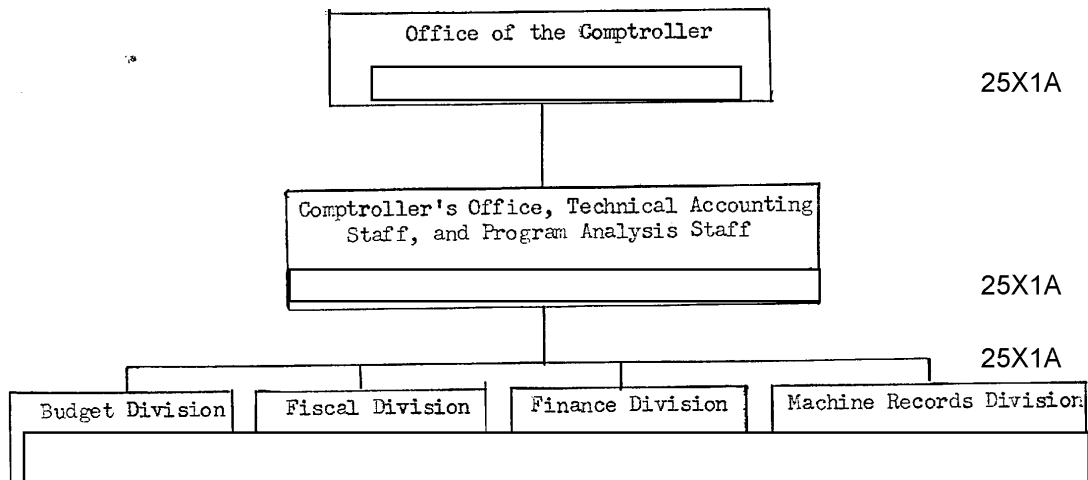 Office of the Comptroller
25X1A
Comptroller's Office, Technical Accounting
Staff, and Program Analysis Staff
25X1A
25X1A
Budget Division
Fiscal Division
Finance Division
Machine Records Division